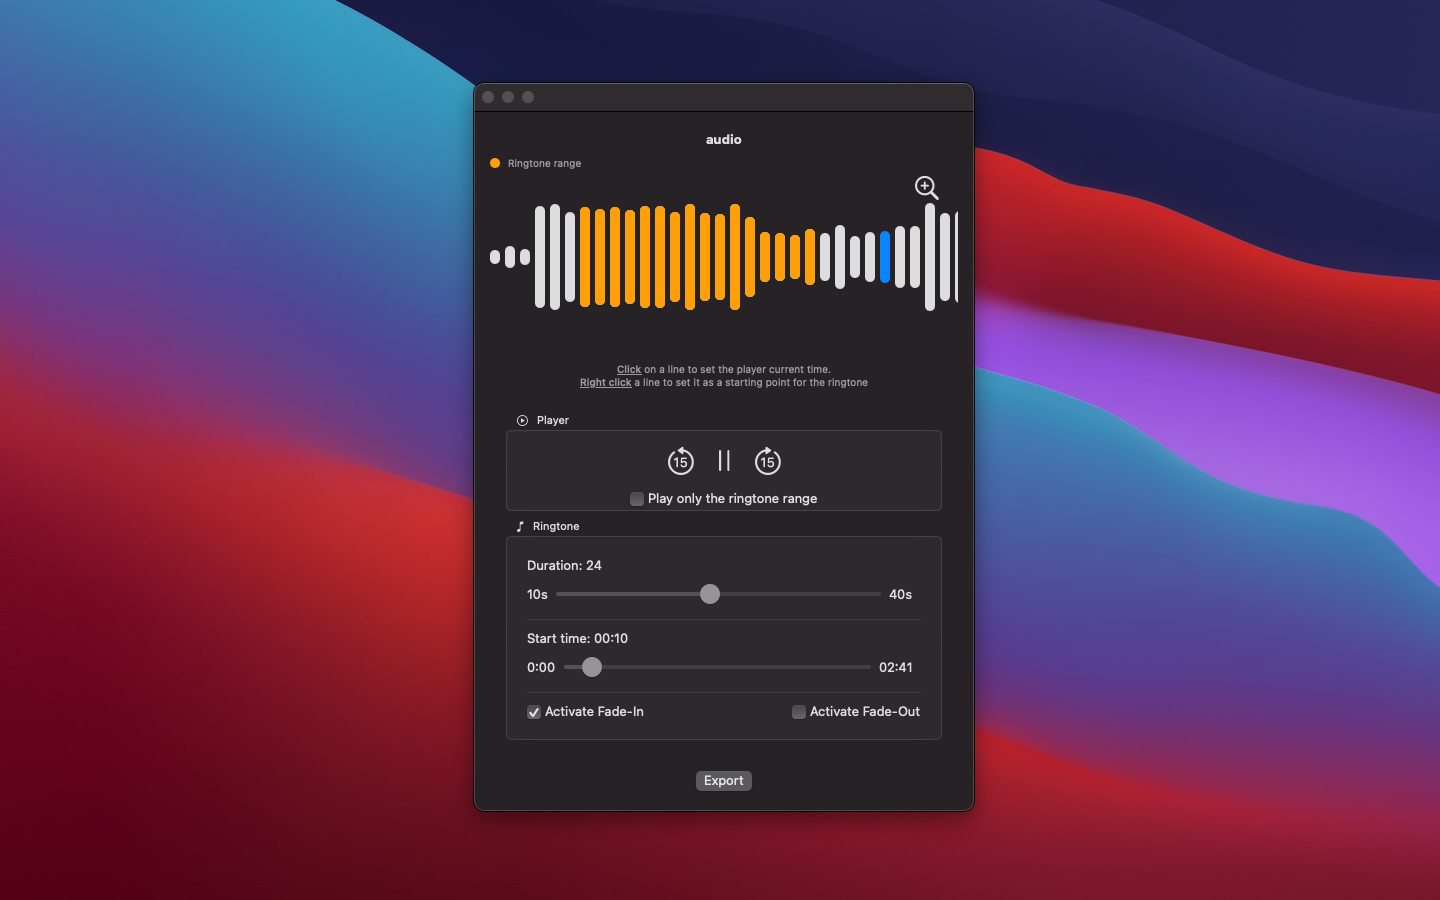 audio
Ringtone range
Click on a line to set the player current time.
Right click a line to set it as a starting point for the ringtone
Player
15 15
Play only the ringtone range
Ringtone
Duration: 24
10s 40s
Start time: 00:10
0:00 02:41
Activate Fade-In Activate Fade-Out
Export